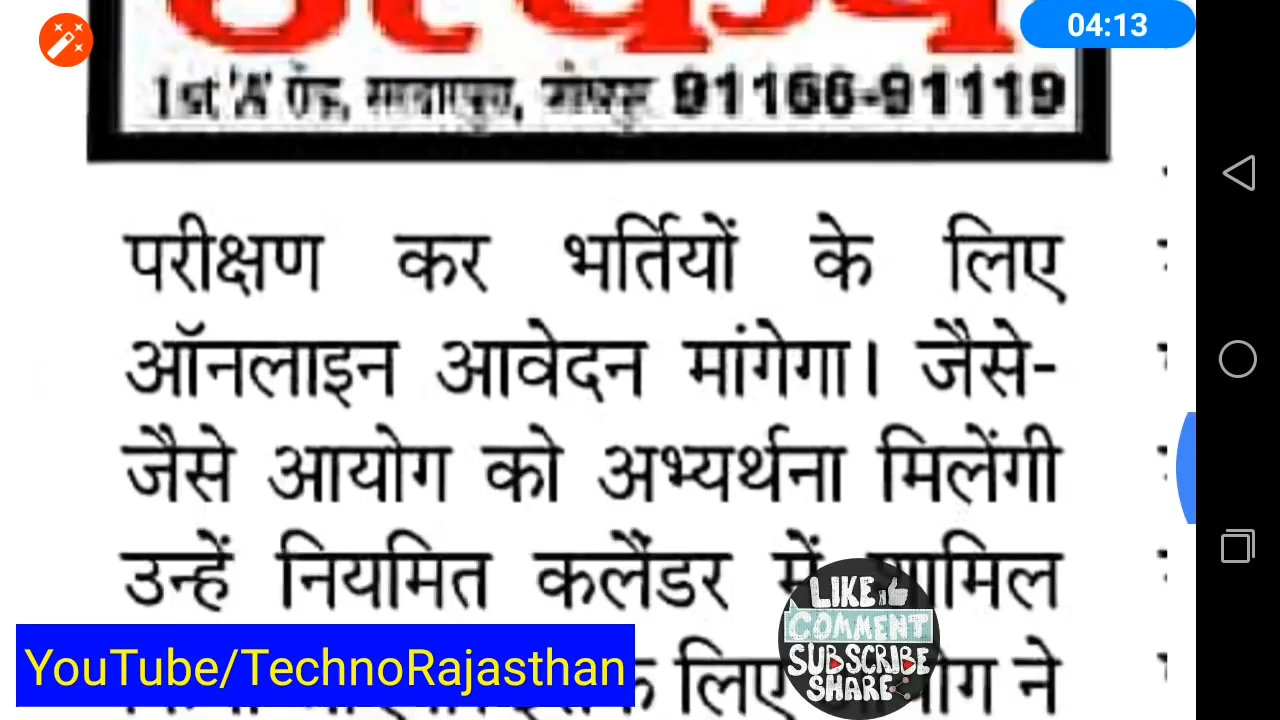 04:13
1st 'A' रोड, सरदारपुरा, जोधपुर 91166-91119
परीक्षण कर भर्तियों के लिए
ऑनलाइन आवेदन मांगेगा। जैसे-
जैसे आयोग को अभ्यर्थना मिलेंगी
उन्हें नियमित कलैंडर में शामिल
लिए आयोग ने
YouTube/TechnoRajasthan
LIKE
COMMENT
SUBSCRIBE
SHARE